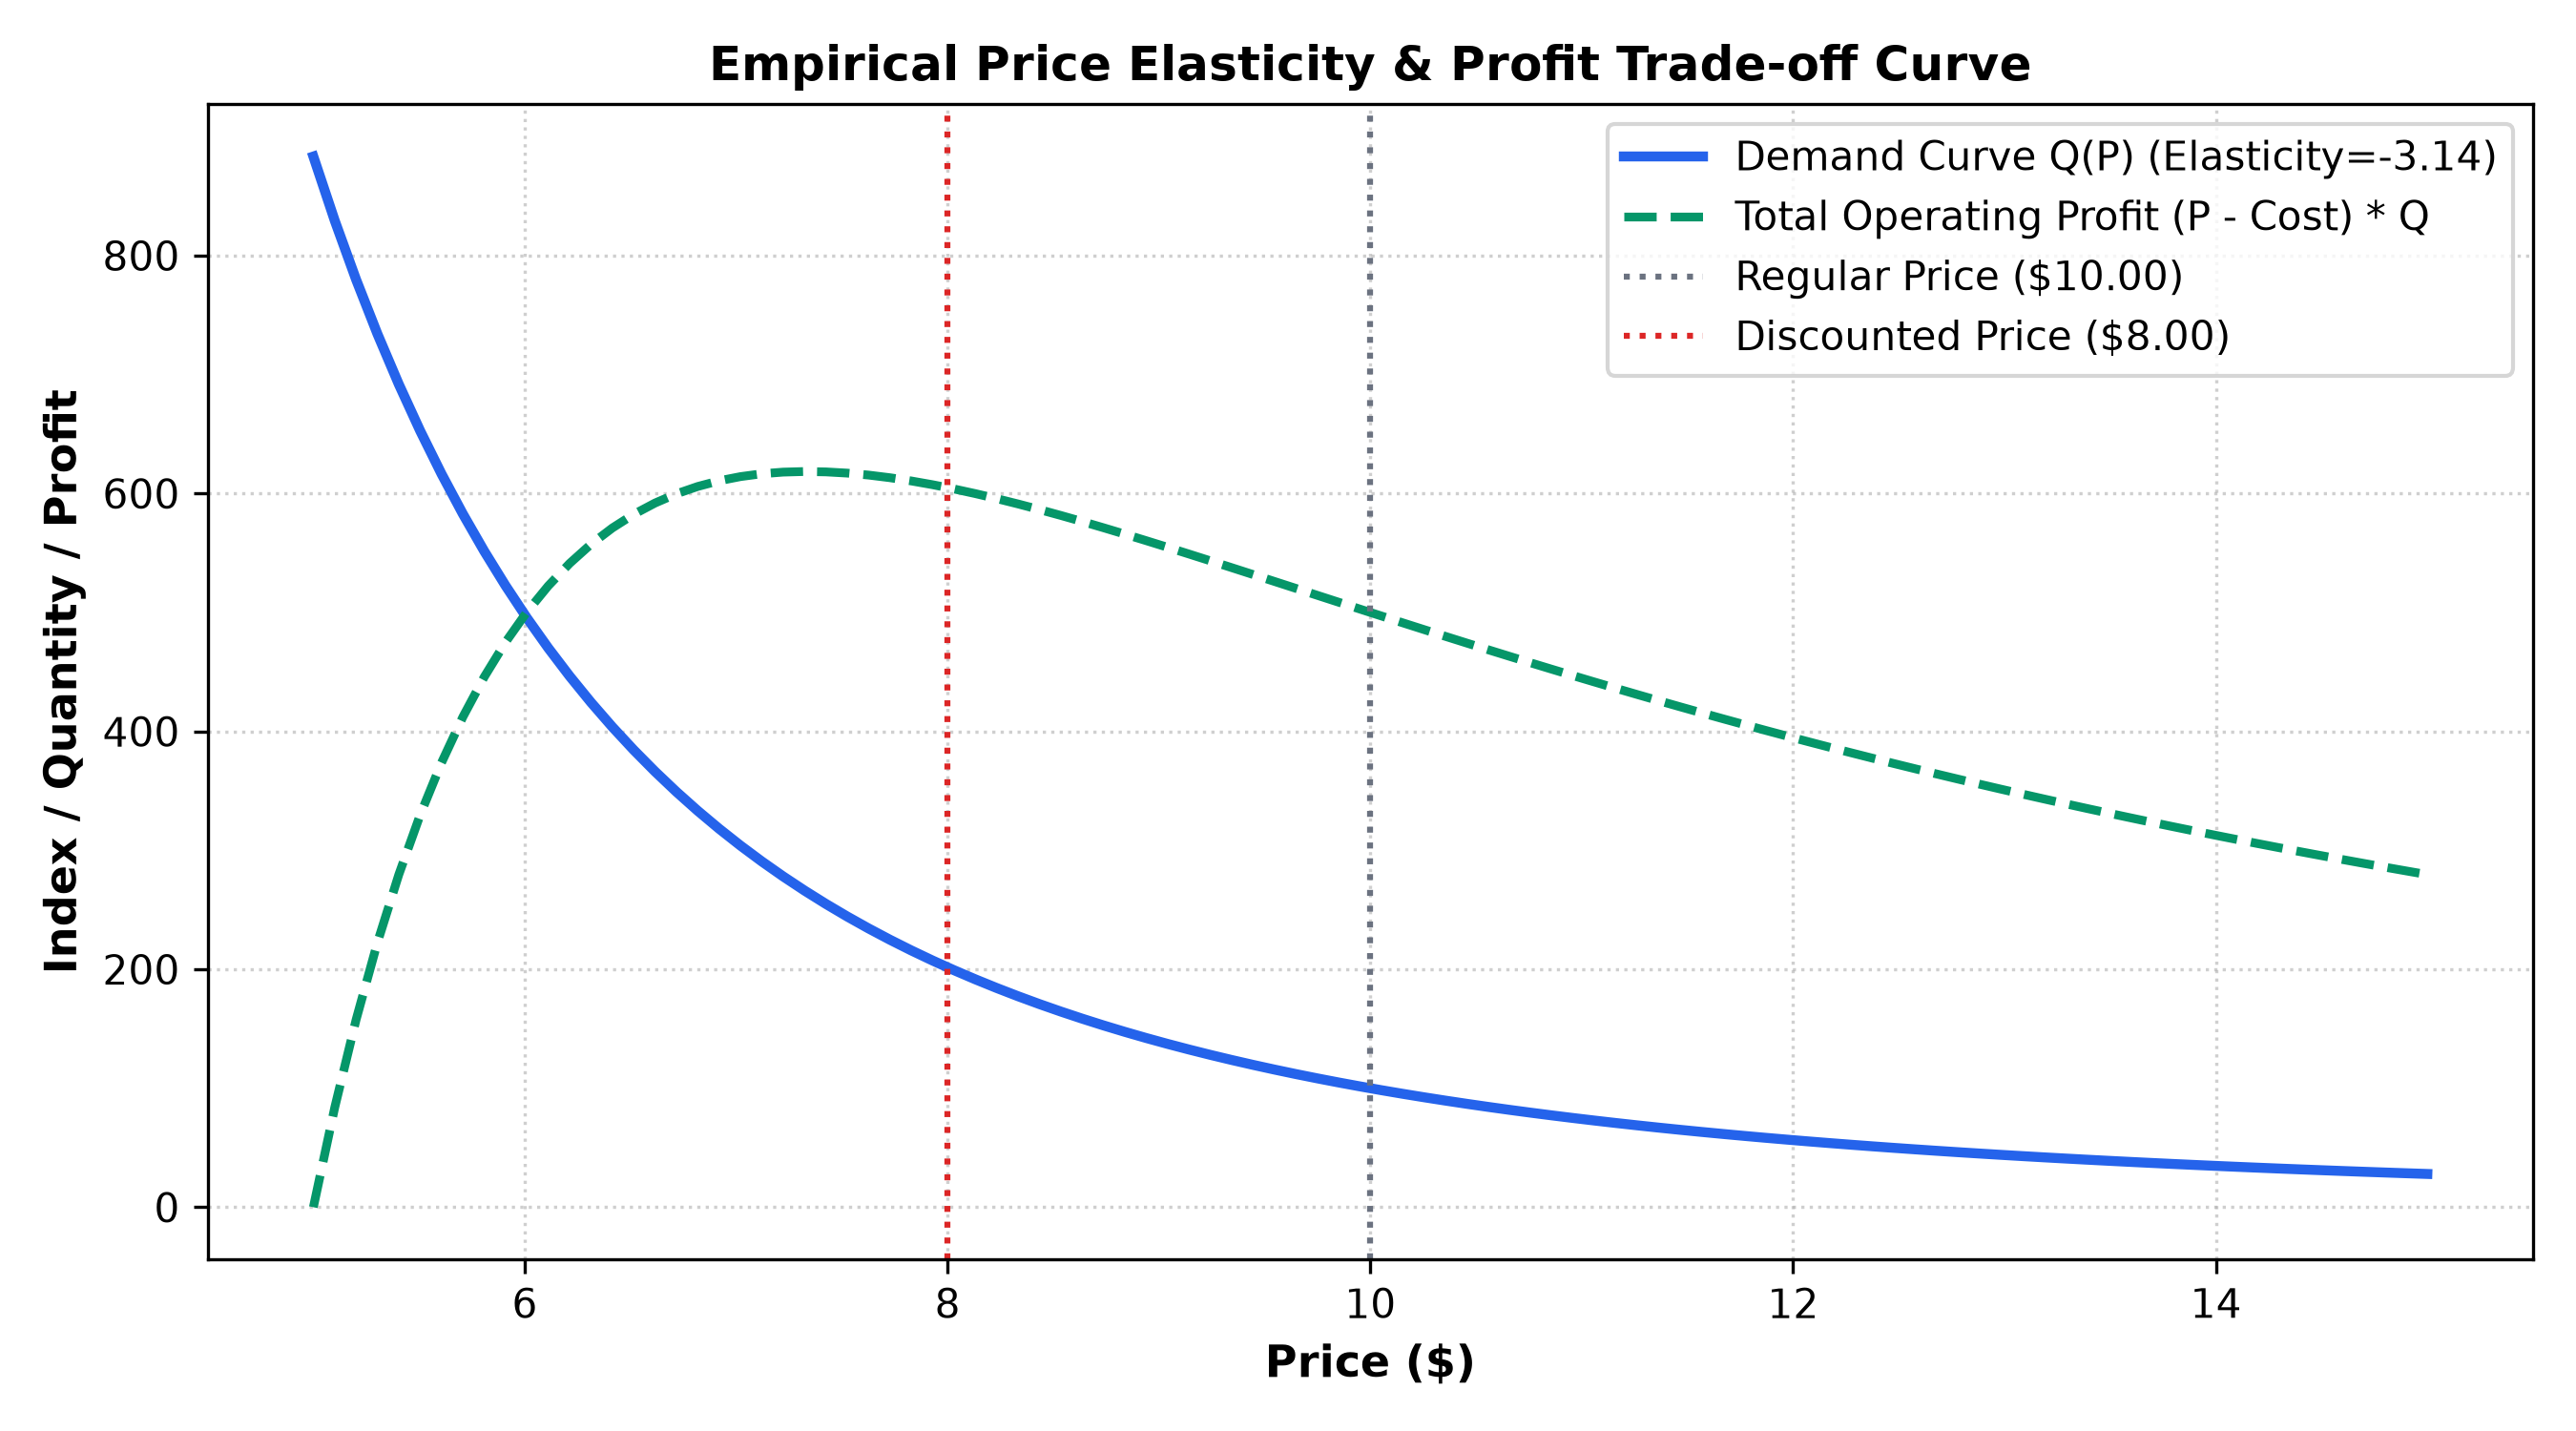 Empirical Price Elasticity & Profit Trade-off Curve
Demand Curve Q(P) (Elasticity=-3.14)
Total Operating Profit (P - Cost) * Q
Regular Price ($10.00)
Discounted Price ($8.00)
Index / Quantity / Profit
800
600
400
200
0
6
8
10
12
14
Price ($)